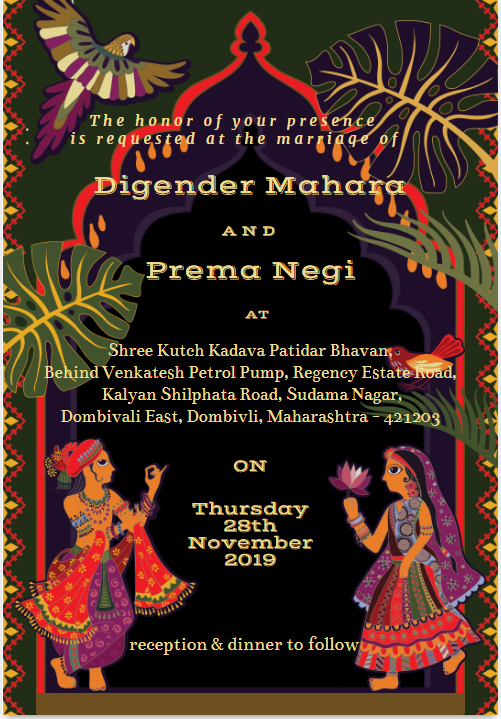 The honor of your presence
is requested at the marriage of
Digender Mahara
AND
Prema Negi
AT
Shree Kutch Kadava Patidar Bhavan,
Behind Venkatesh Petrol Pump, Regency Estate Road,
Kalyan Shilphata Road, Sudama Nagar,
Dombivali East, Dombivli, Maharashtra - 421203
ON
Thursday
28th
November
2019
reception & dinner to follow